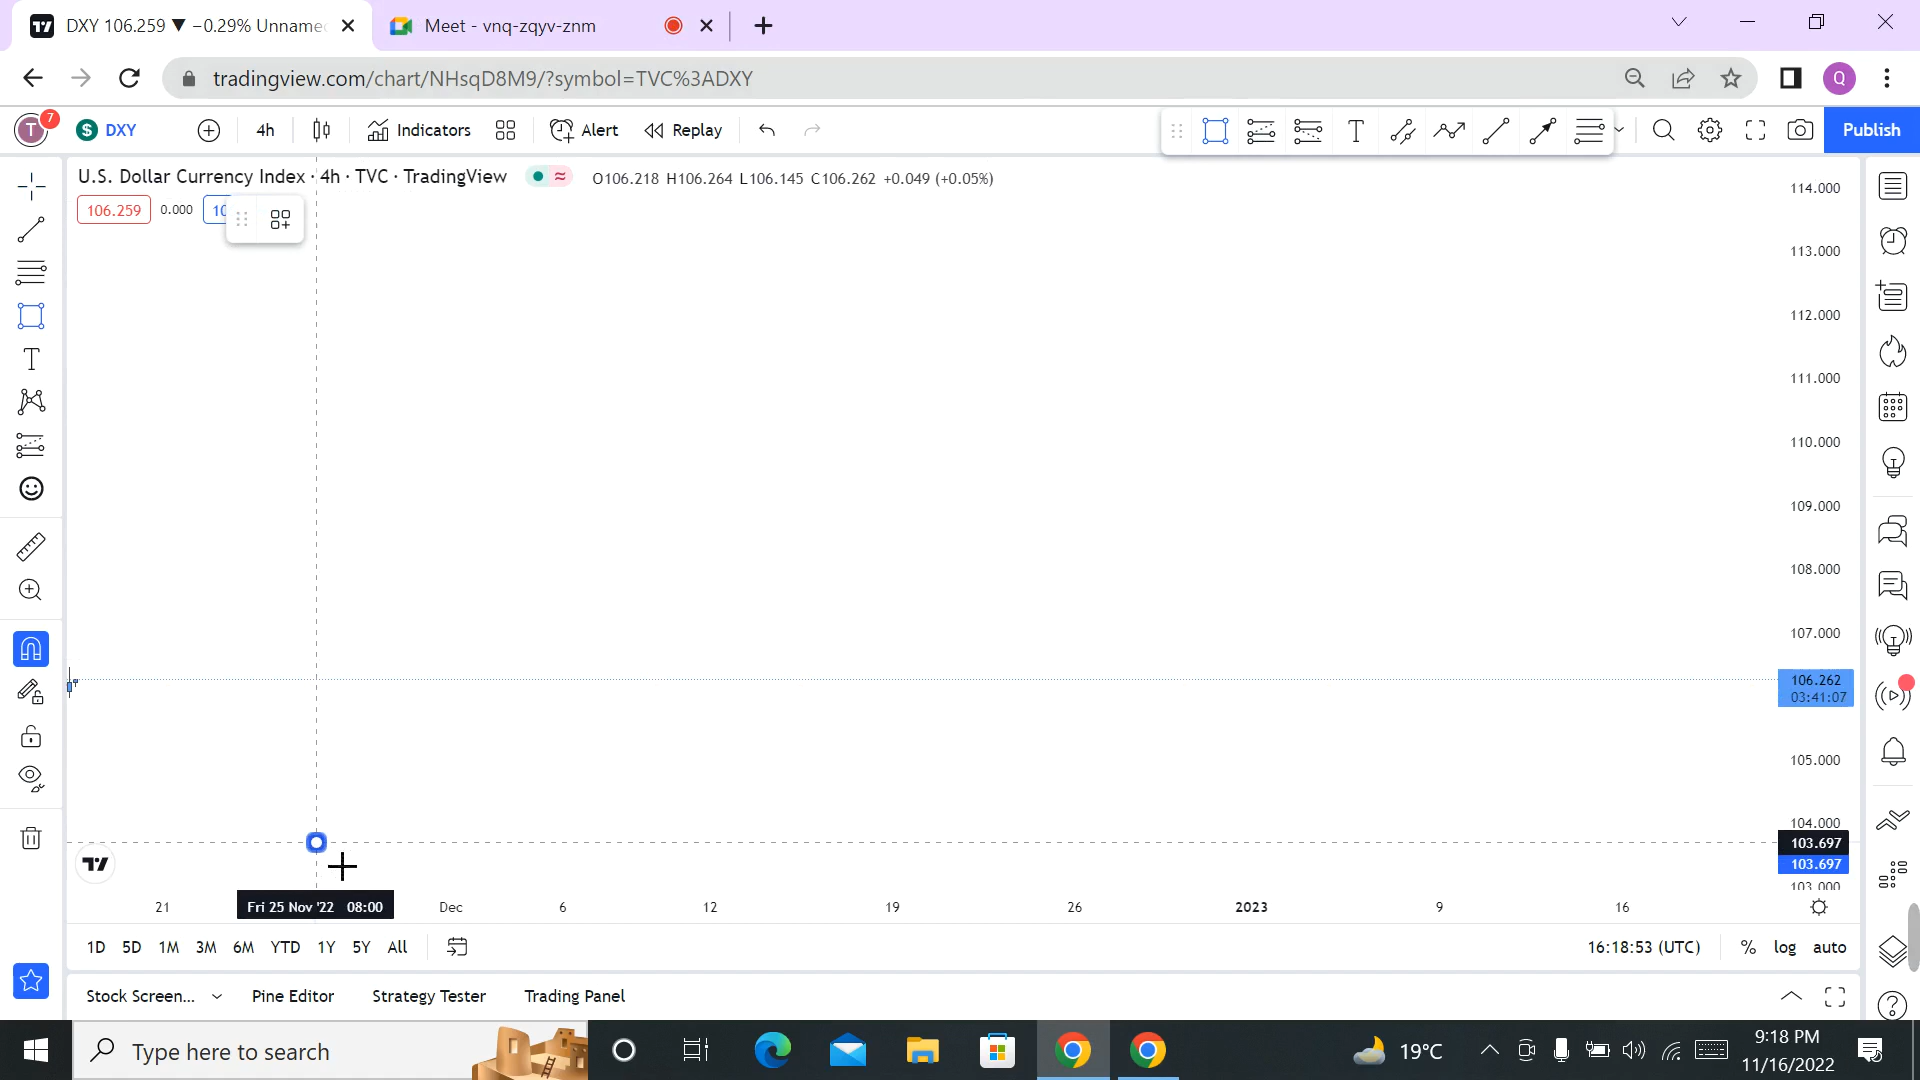 DXY 106.259 ▼ −0.29% Unname
Meet - vnq-zqyv-znm
tradingview.com/chart/NHsqD8M9/?symbol=TVC%3ADXY
Q
T 7
$ DXY
4h
Indicators
Alert
Replay
T
Publish
U.S. Dollar Currency Index · 4h · TVC · TradingView
O106.218 H106.264 L106.145 C106.262 +0.049 (+0.05%)
106.259
0.000
10
114.000
113.000
112.000
111.000
110.000
109.000
108.000
107.000
106.262
03:41:07
105.000
104.000
103.697
103.697
103.000
21
Fri 25 Nov '22 08:00
Dec
6
12
19
26
2023
9
16
1D 5D 1M 3M 6M YTD 1Y 5Y All
16:18:53 (UTC)
% log auto
Stock Screen...
Pine Editor
Strategy Tester
Trading Panel
Type here to search
19°C
9:18 PM
11/16/2022